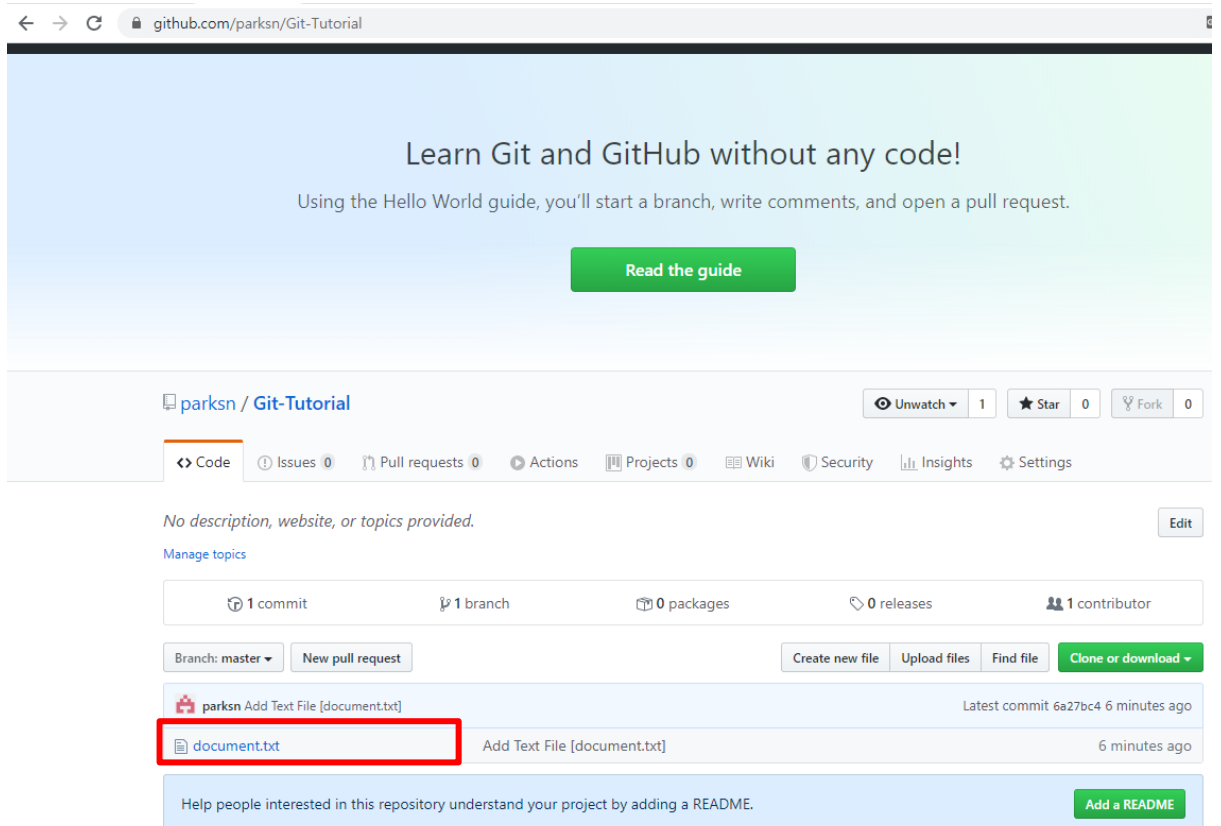 github.com/parksn/Git-Tutorial
Learn Git and GitHub without any code!
Using the Hello World guide, you'll start a branch, write comments, and open a pull request.
Read the guide
parksn / Git-Tutorial Unwatch 1 Star 0 Fork 0
Code Issues 0 Pull requests 0 Actions Projects 0 Wiki Security Insights Settings
No description, website, or topics provided. Edit
Manage topics
1 commit 1 branch 0 packages 0 releases 1 contributor
Branch: master New pull request Create new file Upload files Find file Clone or download
parksn Add Text File [document.txt] Latest commit 6a27bc4 6 minutes ago
document.txt Add Text File [document.txt] 6 minutes ago
Help people interested in this repository understand your project by adding a README. Add a README